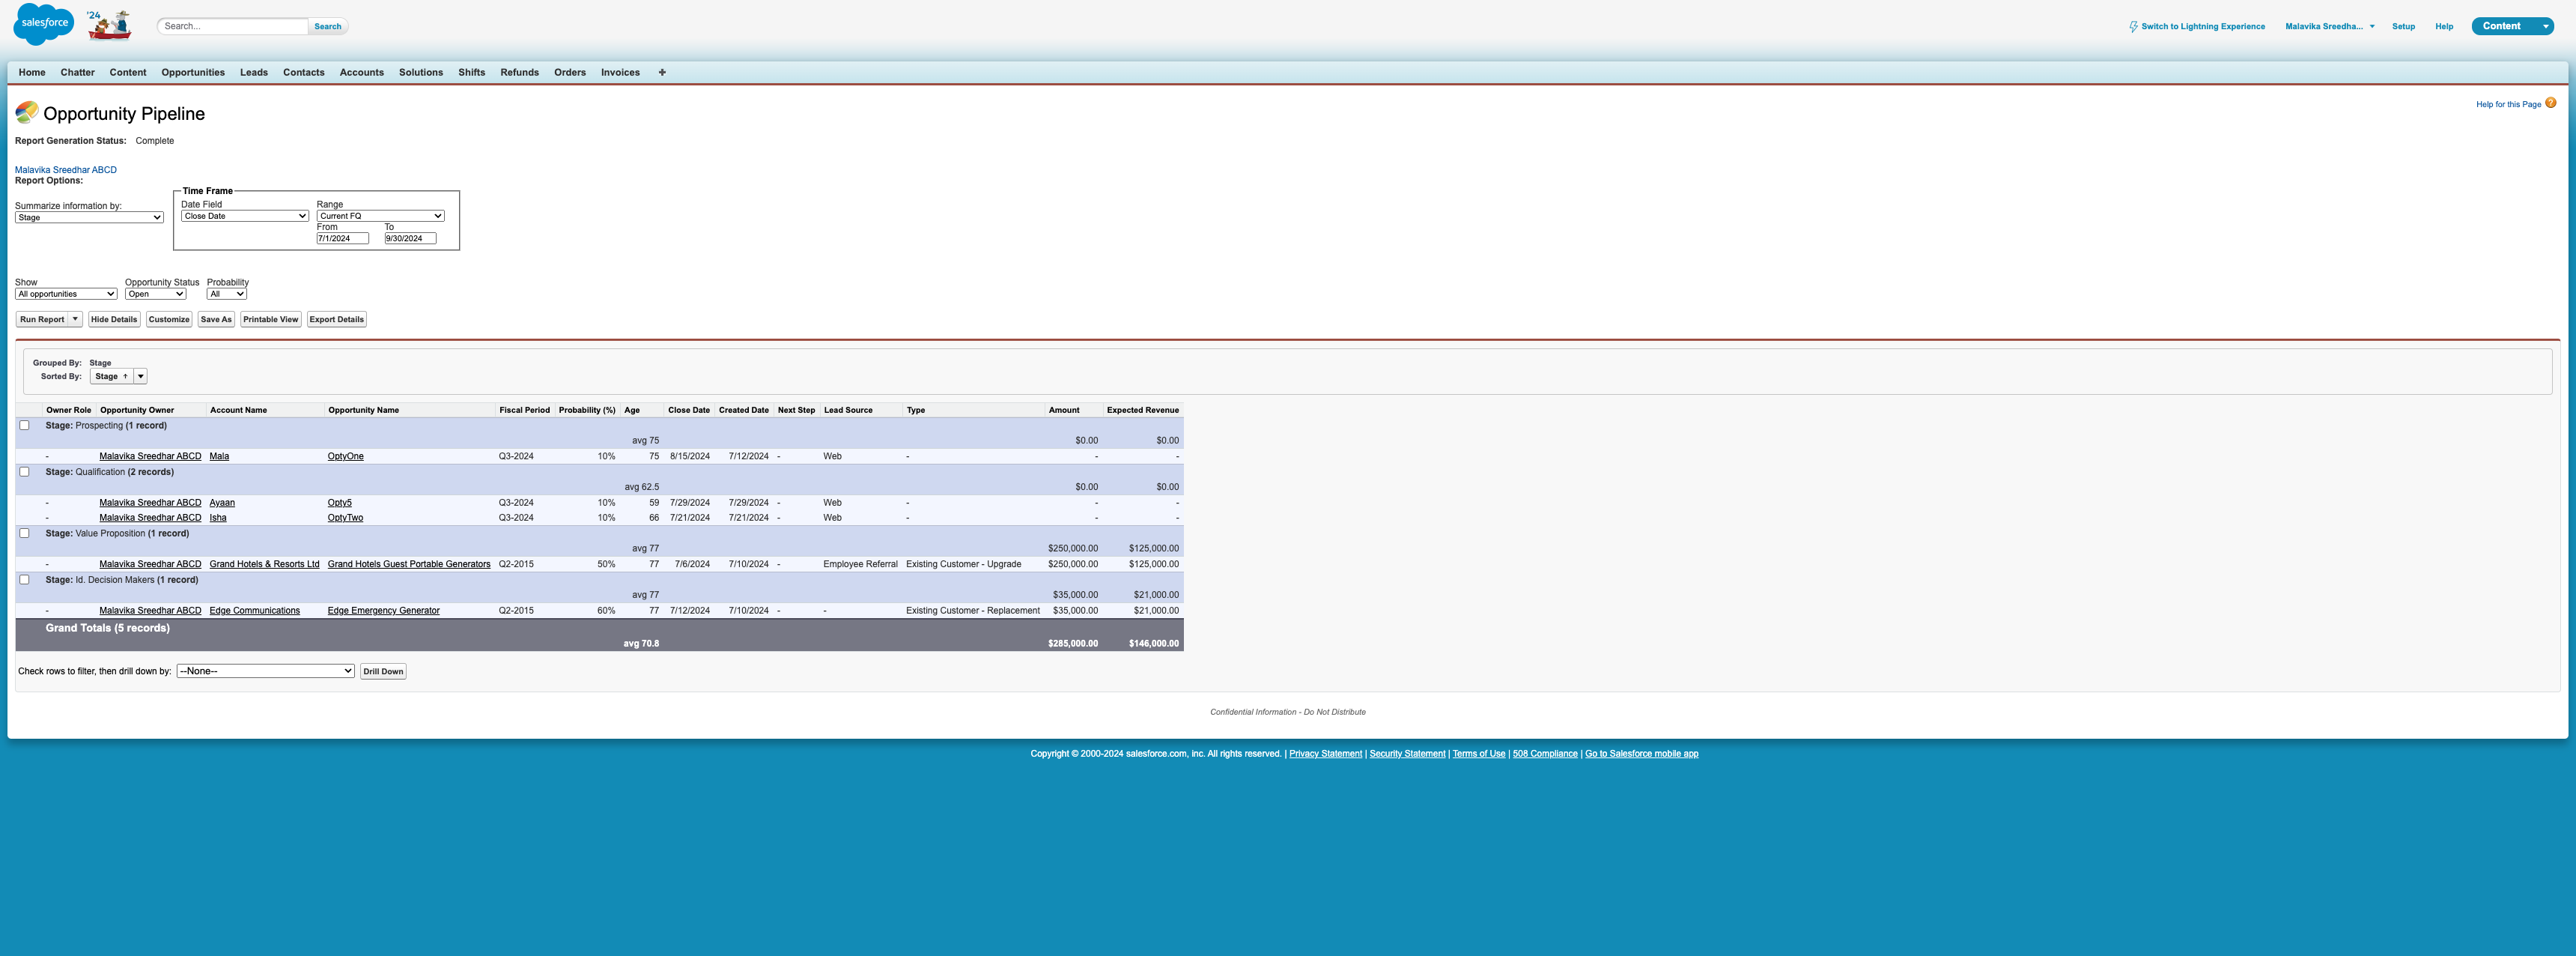 salesforce
'24
Search...
Search
Switch to Lightning Experience
Malavika Sreedha...
Setup
Help
Content
Home Chatter Content Opportunities Leads Contacts Accounts Solutions Shifts Refunds Orders Invoices +
Opportunity Pipeline
Help for this Page ?
Report Generation Status: Complete
Malavika Sreedhar ABCD
Report Options:
Summarize information by:
Stage
Time Frame
Date Field Range
Close Date Current FQ
From To
7/1/2024 9/30/2024
Show Opportunity Status Probability
All opportunities Open All
Run Report Hide Details Customize Save As Printable View Export Details
Grouped By: Stage
Sorted By: Stage ↑
Owner Role Opportunity Owner Account Name Opportunity Name Fiscal Period Probability (%) Age Close Date Created Date Next Step Lead Source Type Amount Expected Revenue
Stage: Prospecting (1 record)
avg 75 $0.00 $0.00
- Malavika Sreedhar ABCD Mala OptyOne Q3-2024 10% 75 8/15/2024 7/12/2024 - Web - - -
Stage: Qualification (2 records)
avg 62.5 $0.00 $0.00
- Malavika Sreedhar ABCD Ayaan Opty5 Q3-2024 10% 59 7/29/2024 7/29/2024 - Web - - -
- Malavika Sreedhar ABCD Isha OptyTwo Q3-2024 10% 66 7/21/2024 7/21/2024 - Web - - -
Stage: Value Proposition (1 record)
avg 77 $250,000.00 $125,000.00
- Malavika Sreedhar ABCD Grand Hotels & Resorts Ltd Grand Hotels Guest Portable Generators Q2-2015 50% 77 7/6/2024 7/10/2024 - Employee Referral Existing Customer - Upgrade $250,000.00 $125,000.00
Stage: Id. Decision Makers (1 record)
avg 77 $35,000.00 $21,000.00
- Malavika Sreedhar ABCD Edge Communications Edge Emergency Generator Q2-2015 60% 77 7/12/2024 7/10/2024 - - Existing Customer - Replacement $35,000.00 $21,000.00
Grand Totals (5 records)
avg 70.8 $285,000.00 $146,000.00
Check rows to filter, then drill down by: --None-- Drill Down
Confidential Information - Do Not Distribute
Copyright © 2000-2024 salesforce.com, inc. All rights reserved. | Privacy Statement | Security Statement | Terms of Use | 508 Compliance | Go to Salesforce mobile app